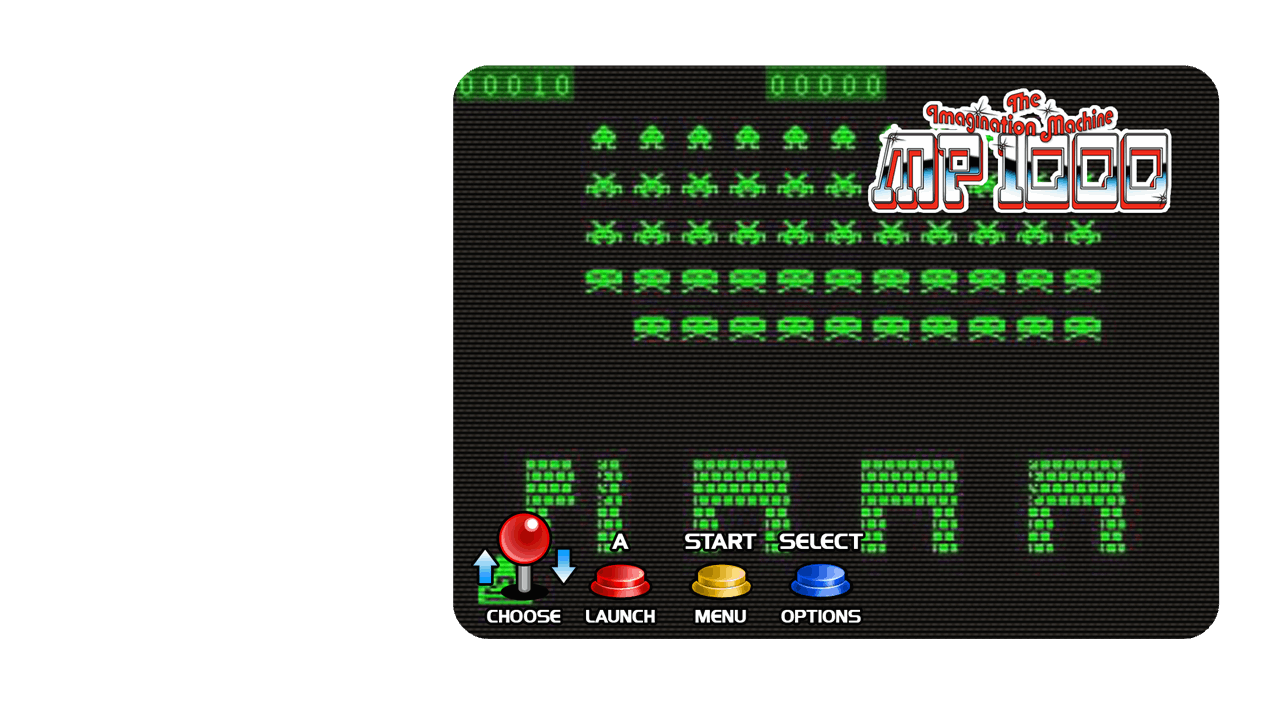 00010 00000
The
Imagination Machine
MP1000
A START SELECT
CHOOSE LAUNCH MENU OPTIONS